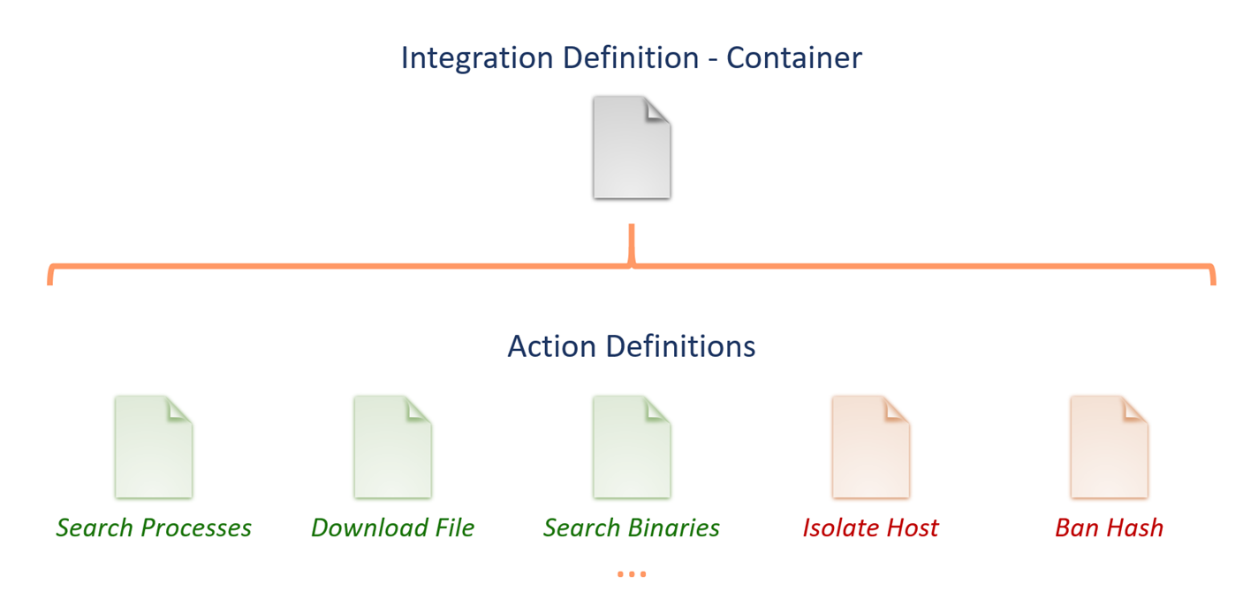 Integration Definition - Container
Action Definitions
Search Processes
Download File
Search Binaries
Isolate Host
Ban Hash
...